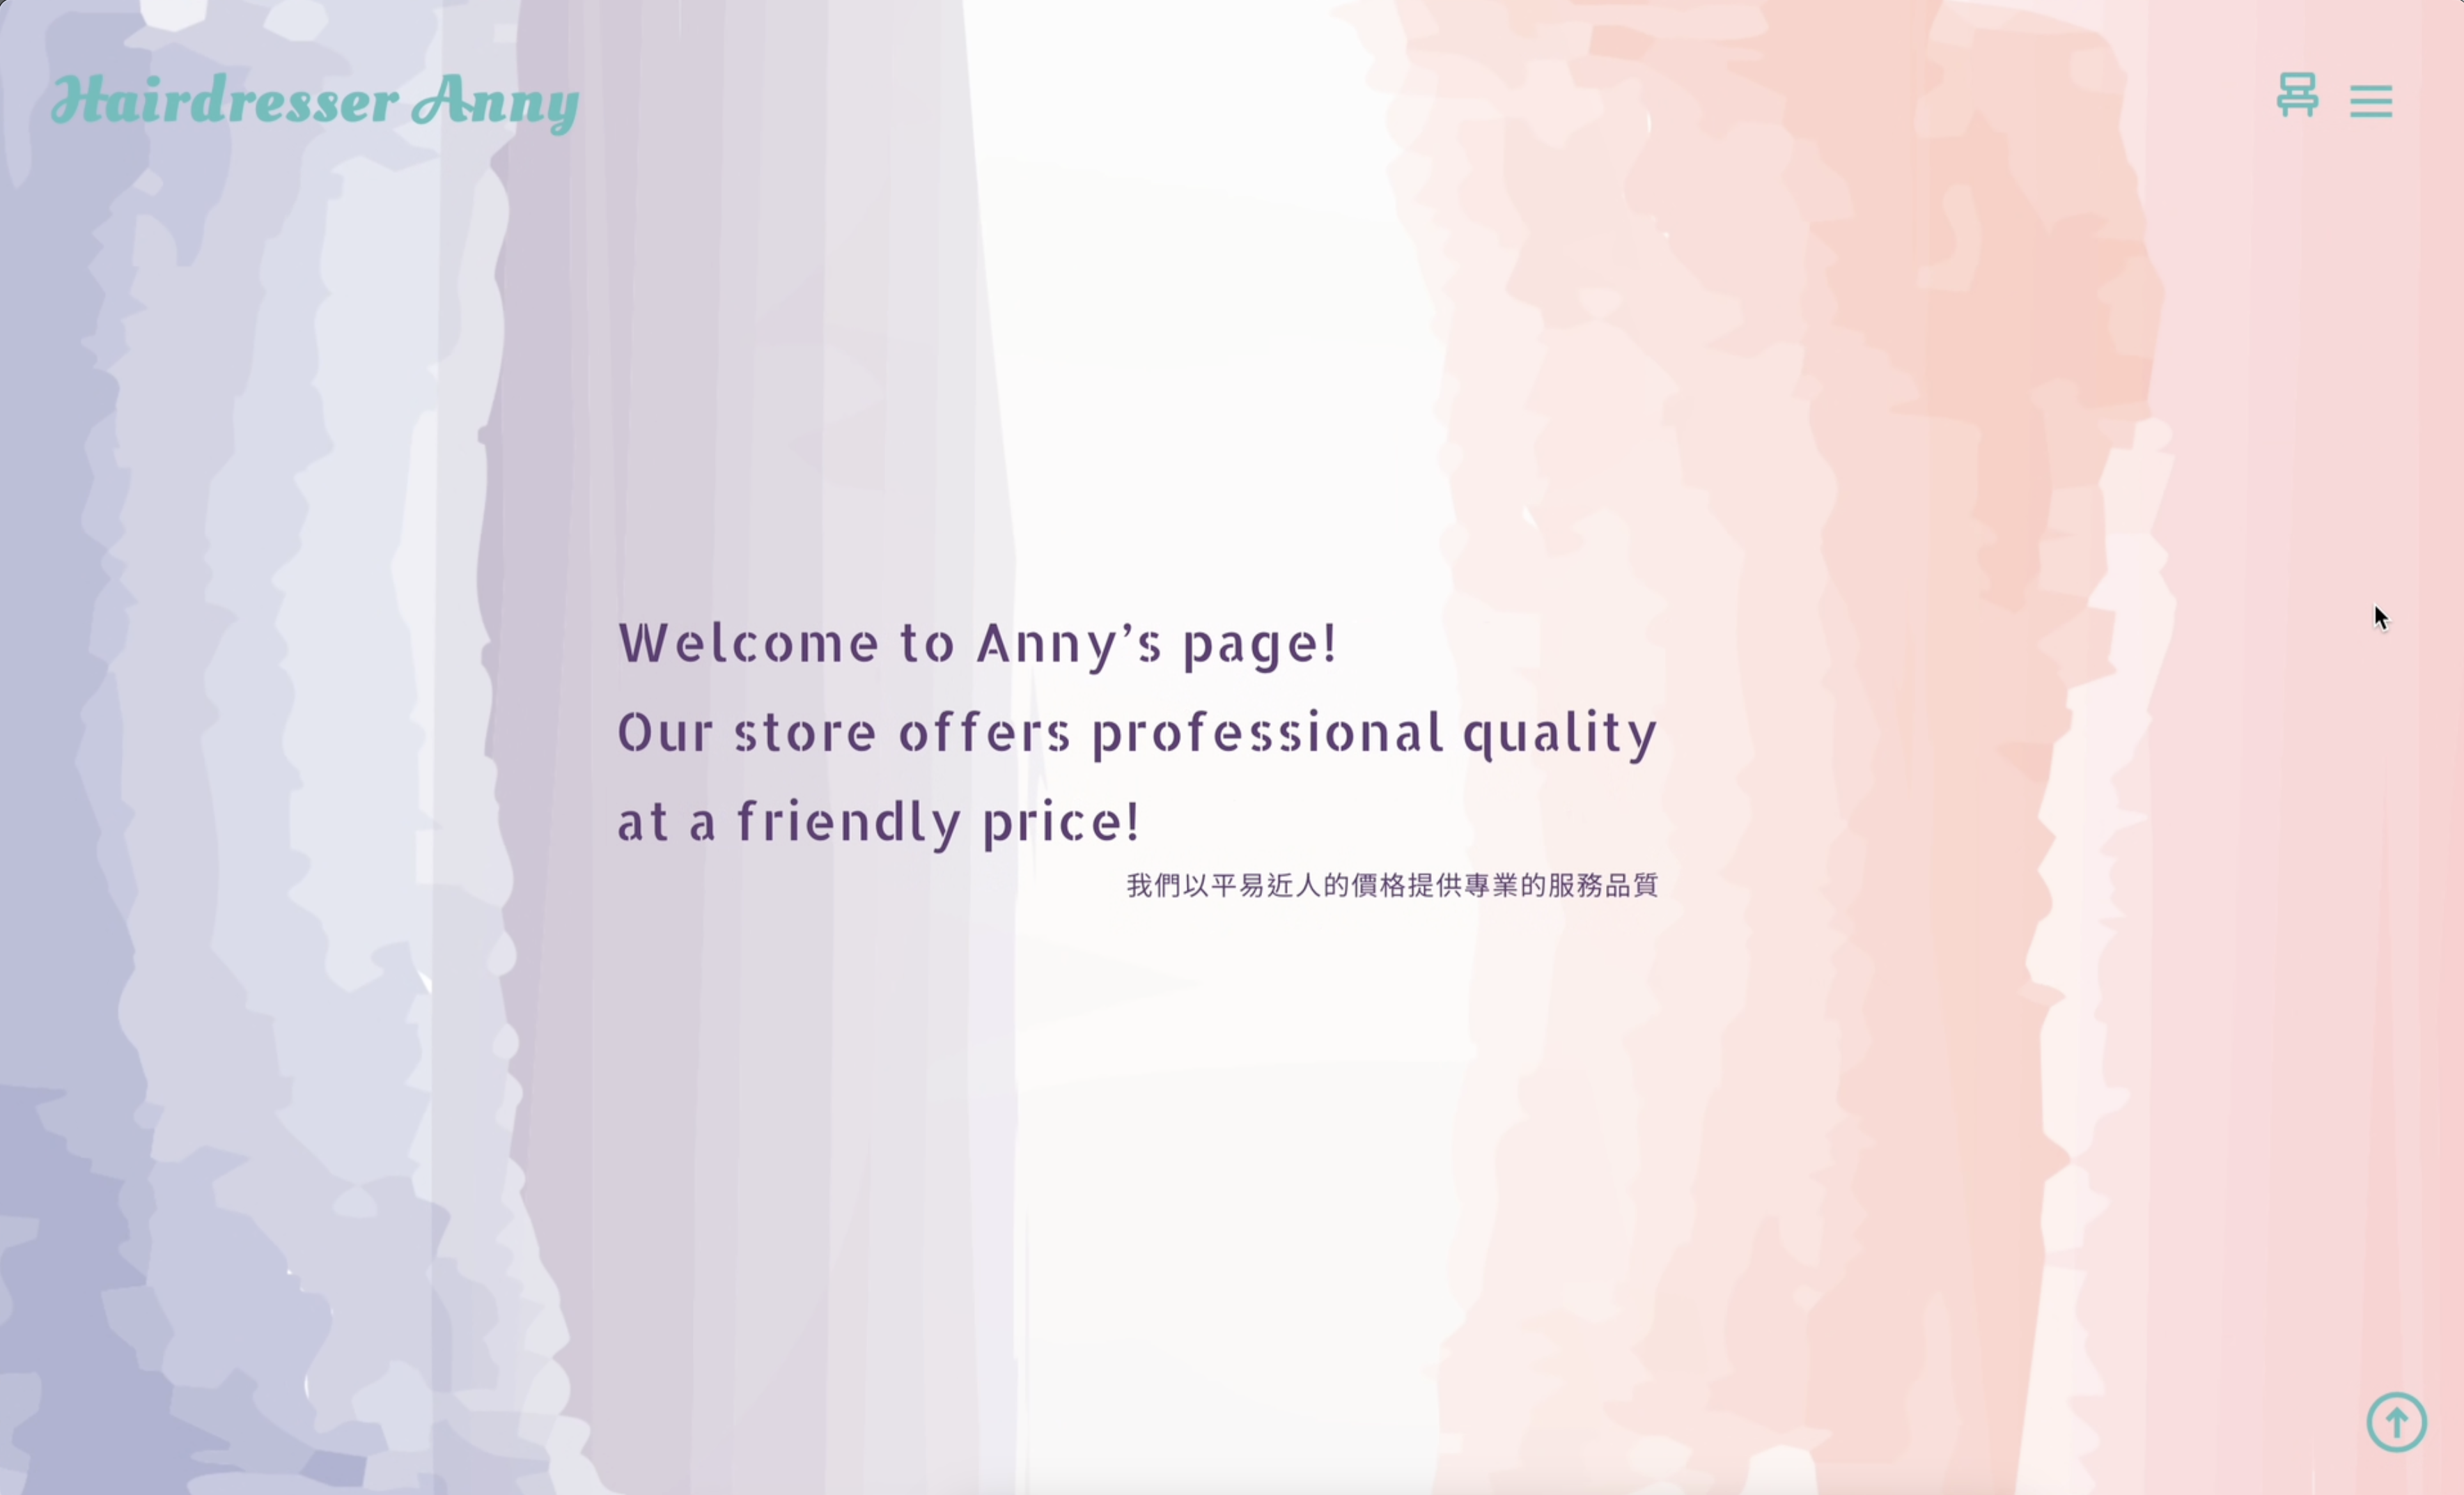 Hairdresser Anny
Welcome to Anny’s page!
Our store offers professional quality
at a friendly price!
我們以平易近人的價格提供專業的服務品質